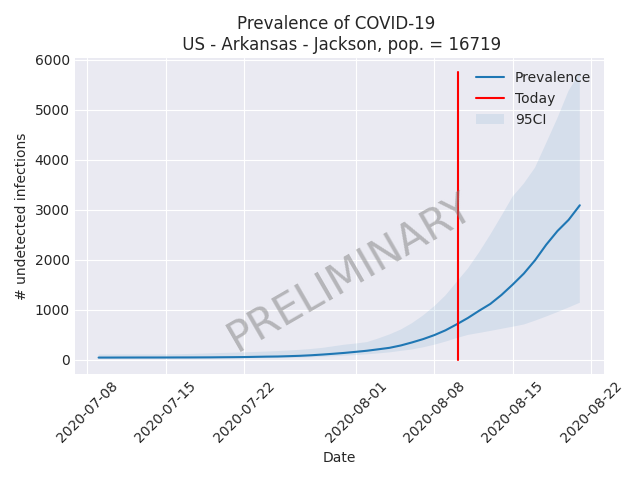 Prevalence of COVID-19
US - Arkansas - Jackson, pop. = 16719
# undetected infections
6000
5000
4000
3000
2000
1000
0
Prevalence
Today
95CI
PRELIMINARY
2020-07-08
2020-07-15
2020-07-22
2020-08-01
2020-08-08
2020-08-15
2020-08-22
Date